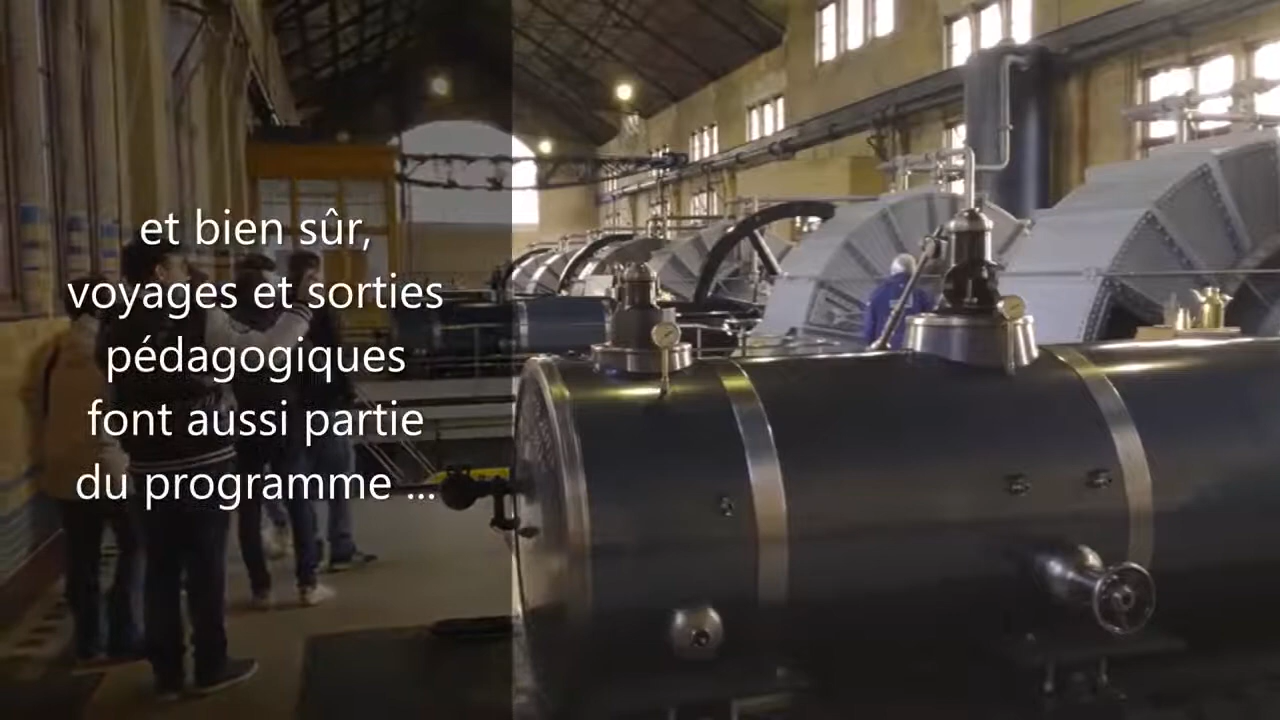 et bien sûr,
voyages et sorties
pédagogiques
font aussi partie
du programme ...